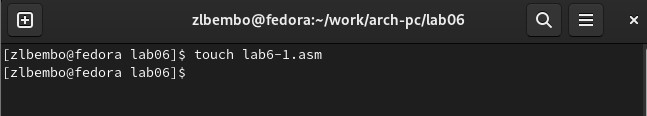 zlbembo@fedora:~/work/arch-pc/lab06
[zlbembo@fedora lab06]$ touch lab6-1.asm
[zlbembo@fedora lab06]$